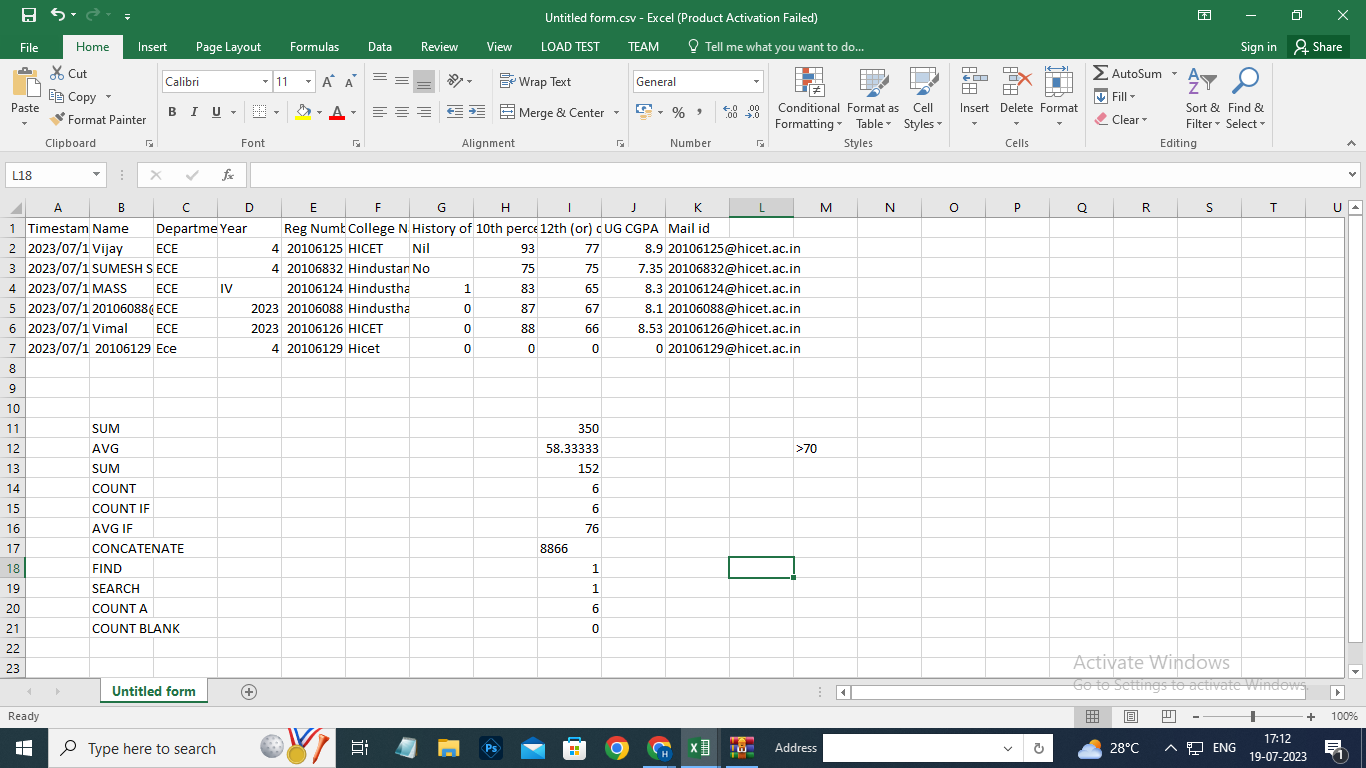 Untitled form.csv - Excel (Product Activation Failed)
File Home Insert Page Layout Formulas Data Review View LOAD TEST TEAM Tell me what you want to do... Sign in Share
Paste Cut Copy Format Painter Clipboard
Calibri 11 B I U A Font
Wrap Text Merge & Center Alignment
General % Number
Conditional Formatting Format as Table Cell Styles Styles
Insert Delete Format Cells
AutoSum Fill Clear Sort & Filter Find & Select Editing
L18 fx
A B C D E F G H I J K L M N O P Q R S T U
1 Timestam Name Departme Year Reg Numb College N History of 10th perce 12th (or) d UG CGPA Mail id
2 2023/07/1 Vijay ECE 4 20106125 HICET Nil 93 77 8.9 20106125@hicet.ac.in
3 2023/07/1 SUMESH S ECE 4 20106832 Hindustan No 75 75 7.35 20106832@hicet.ac.in
4 2023/07/1 MASS ECE IV 20106124 Hindustha 1 83 65 8.3 20106124@hicet.ac.in
5 2023/07/1 20106088@ ECE 2023 20106088 Hindustha 0 87 67 8.1 20106088@hicet.ac.in
6 2023/07/1 Vimal ECE 2023 20106126 HICET 0 88 66 8.53 20106126@hicet.ac.in
7 2023/07/1 20106129 Ece 4 20106129 Hicet 0 0 0 0 20106129@hicet.ac.in
8
9
10
11 SUM 350
12 AVG 58.33333 >70
13 SUM 152
14 COUNT 6
15 COUNT IF 6
16 AVG IF 76
17 CONCATENATE 8866
18 FIND 1
19 SEARCH 1
20 COUNT A 6
21 COUNT BLANK 0
22
23
Activate Windows
Go to Settings to activate Windows.
Untitled form
Ready 100%
Type here to search Ps Address 28°C ENG 17:12
19-07-2023 1